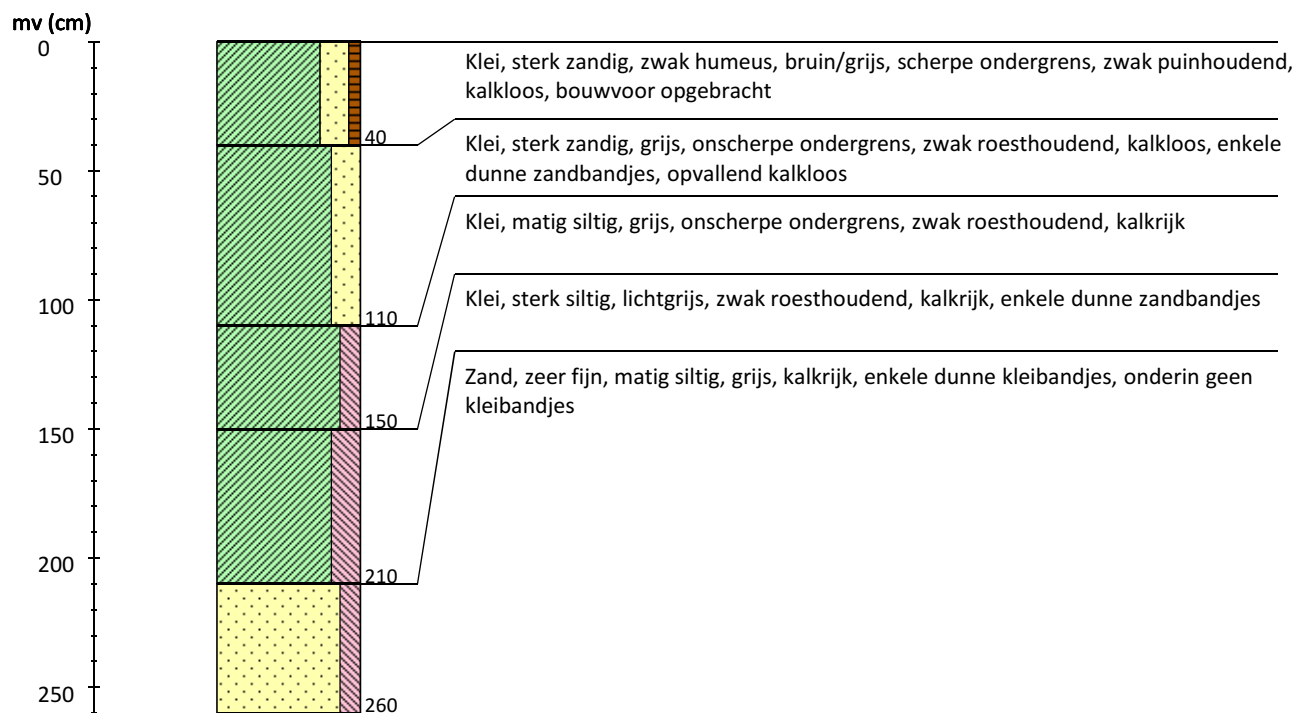 mv (cm)
0
Klei, sterk zandig, zwak humeus, bruin/grijs, scherpe ondergrens, zwak puinhoudend,
kalkloos, bouwvoor opgebracht
40
Klei, sterk zandig, grijs, onscherpe ondergrens, zwak roesthoudend, kalkloos, enkele
dunne zandbandjes, opvallend kalkloos
50
Klei, matig siltig, grijs, onscherpe ondergrens, zwak roesthoudend, kalkrijk
100
Klei, sterk siltig, lichtgrijs, zwak roesthoudend, kalkrijk, enkele dunne zandbandjes
110
Zand, zeer fijn, matig siltig, grijs, kalkrijk, enkele dunne kleibandjes, onderin geen
kleibandjes
150
150
200
210
250
260